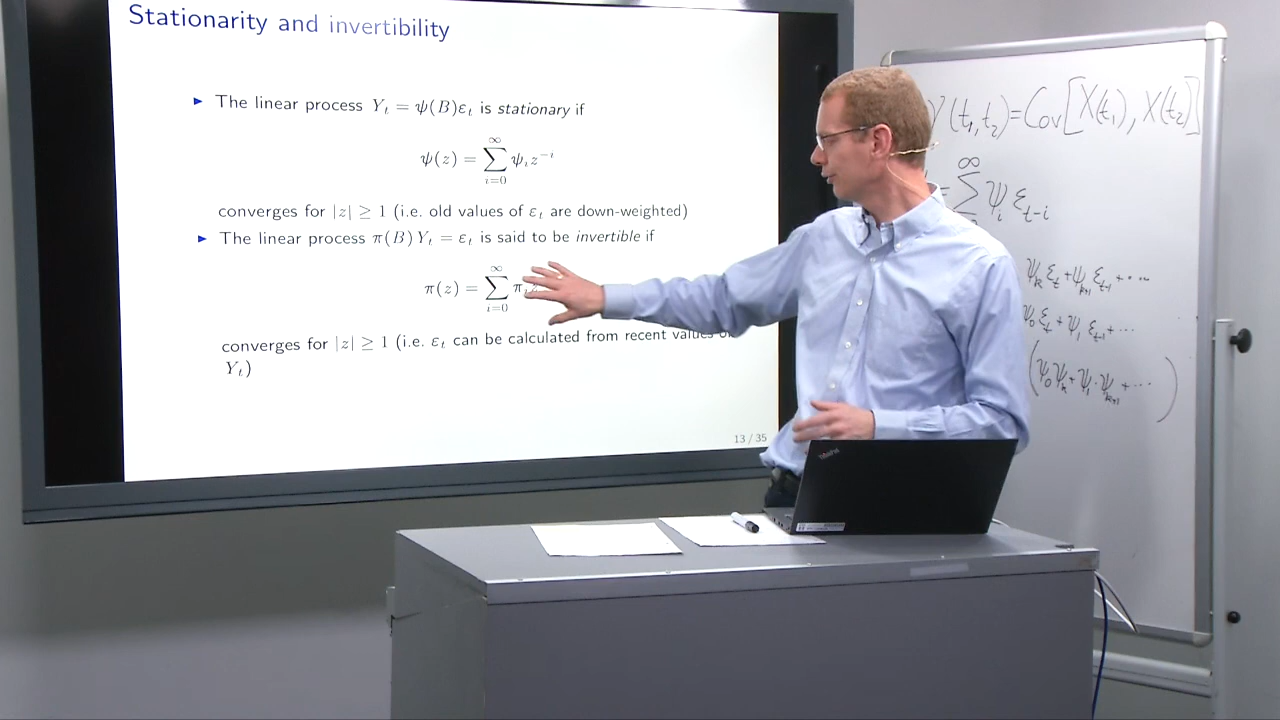 Stationarity and invertibility
► The linear process Y_t = ψ(B)ε_t is stationary if
ψ(z) = ∑_{i=0}^{∞} ψ_i z^{-i}
converges for |z| ≥ 1 (i.e. old values of ε_t are down-weighted)
► The linear process π(B)Y_t = ε_t is said to be invertible if
π(z) = ∑_{i=0}^{∞} π_i
converges for |z| ≥ 1 (i.e. ε_t can be calculated from recent values
Y_t)
13 / 35
(t_1, t_2) = Cov[X(t_1), X(t_2)]
= ∑^{∞} ψ_i ε_{t-i}
ψ_k ε_t + ψ_{k+1} ε_{t-1} + ...
ψ_0 ε_t + ψ_1 ε_{t-1} + ...
(ψ_0 ψ_k + ψ_1 · ψ_{k+1} + ... )
ThinkPad